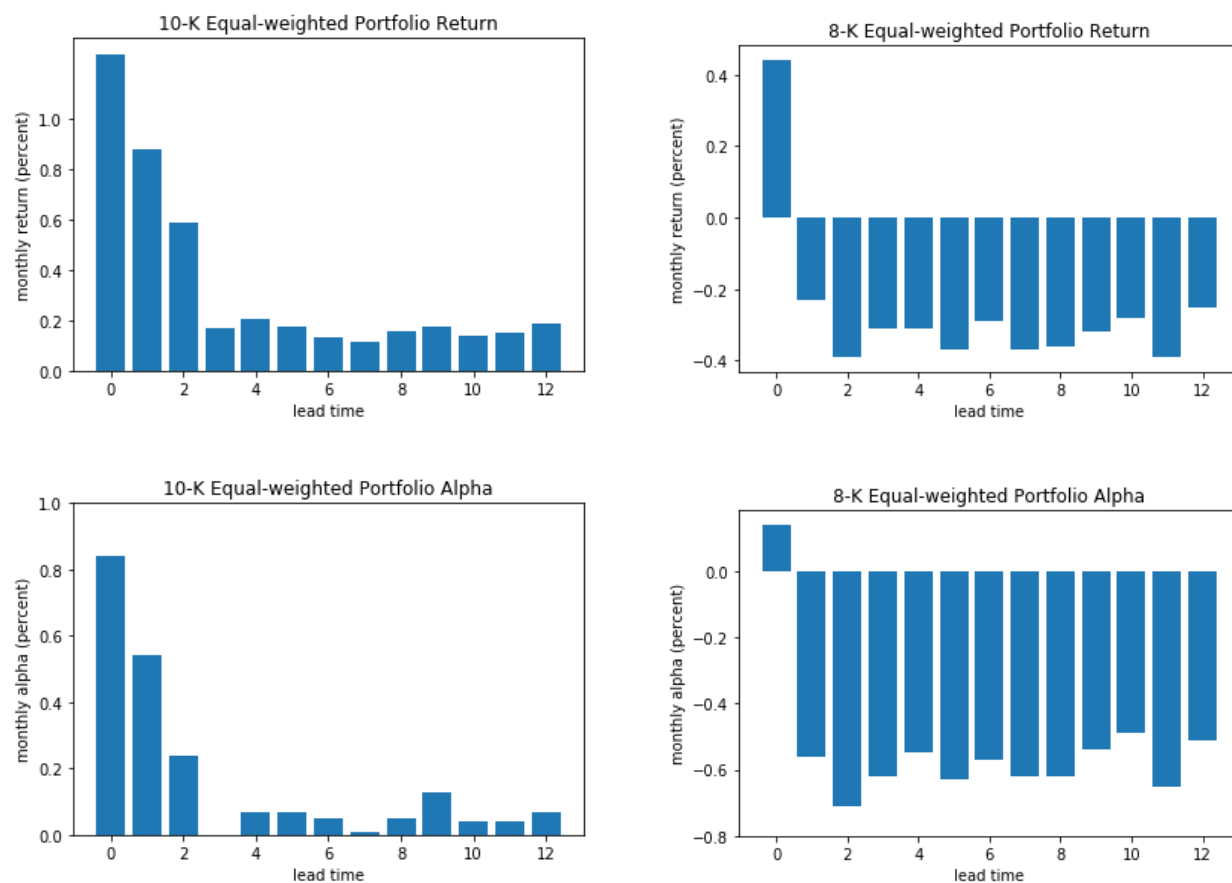 10-K Equal-weighted Portfolio Return
monthly return (percent)
1.0
0.8
0.6
0.4
0.2
0.0
0 2 4 6 8 10 12
lead time
8-K Equal-weighted Portfolio Return
monthly return (percent)
0.4
0.2
0.0
−0.2
−0.4
0 2 4 6 8 10 12
lead time
10-K Equal-weighted Portfolio Alpha
monthly alpha (percent)
1.0
0.8
0.6
0.4
0.2
0.0
0 2 4 6 8 10 12
lead time
8-K Equal-weighted Portfolio Alpha
monthly alpha (percent)
0.0
−0.2
−0.4
−0.6
−0.8
0 2 4 6 8 10 12
lead time